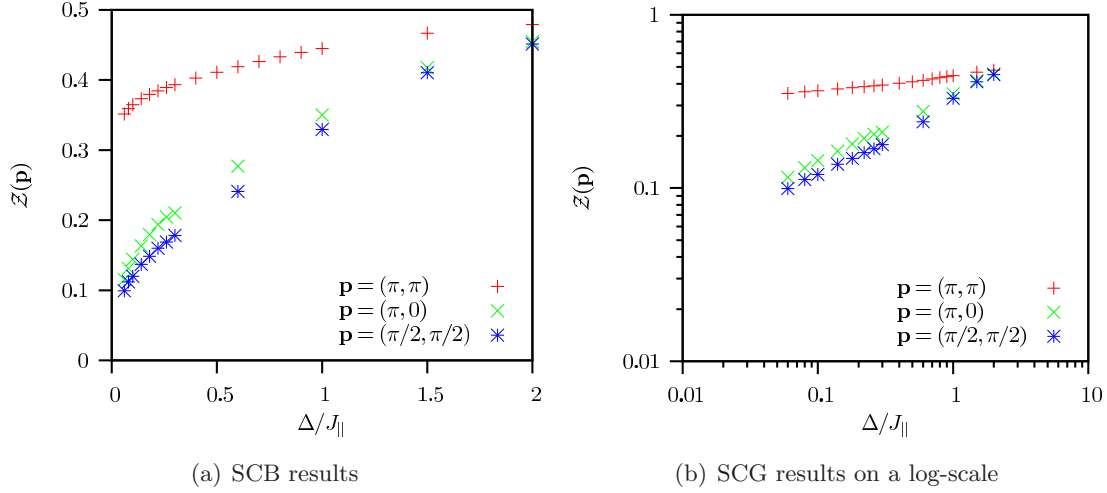 0.5
0.4
0.3
0.2
0.1
0
Z(p)
p = (π, π)
p = (π, 0)
p = (π/2, π/2)
0 0.5 1 1.5 2
Δ/J||
(a) SCB results
1
0.1
0.01
Z(p)
p = (π, π)
p = (π, 0)
p = (π/2, π/2)
0.01 0.1 1 10
Δ/J||
(b) SCG results on a log-scale